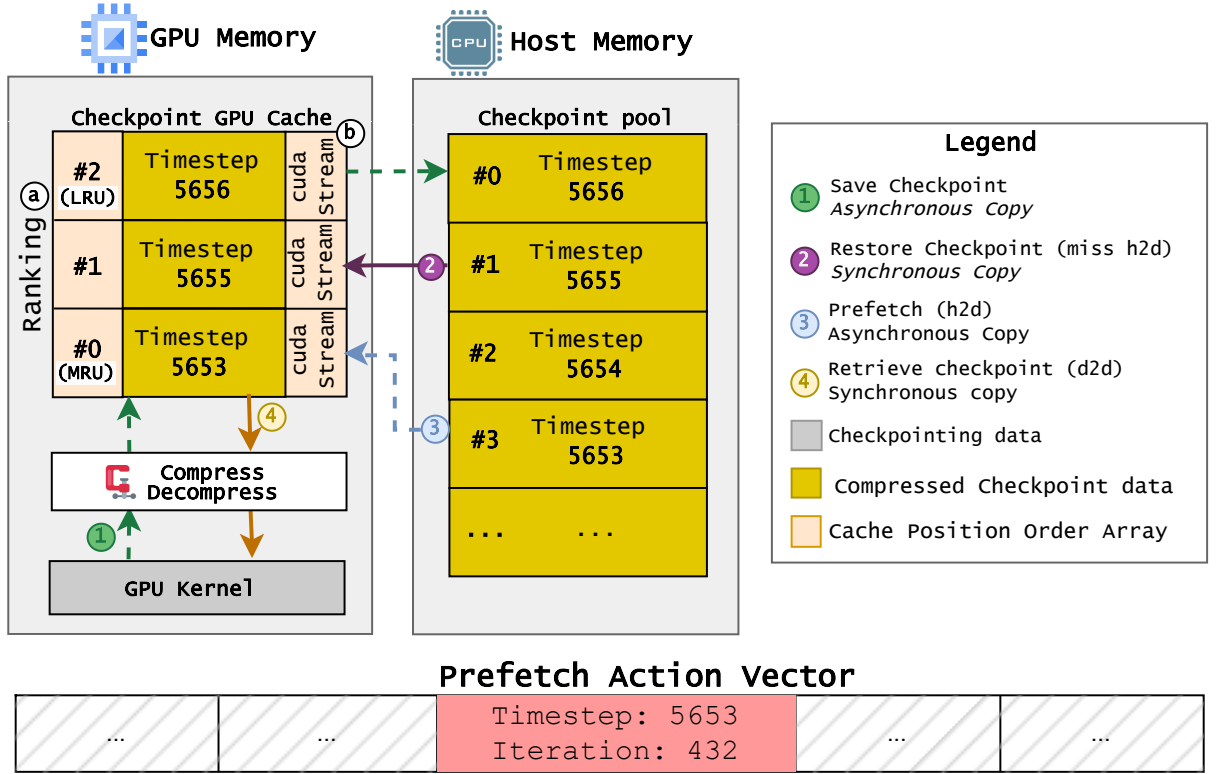 GPU Memory
CPU
Host Memory
Checkpoint GPU Cache
b
Checkpoint pool
a
Ranking
#2
(LRU)
Timestep
5656
cuda
Stream
#1
Timestep
5655
cuda
Stream
#0
(MRU)
Timestep
5653
cuda
Stream
4
Compress
Decompress
1
GPU Kernel
#0
Timestep
5656
2
#1
Timestep
5655
#2
Timestep
5654
3
#3
Timestep
5653
...
...
Legend
1
Save Checkpoint
Asynchronous Copy
2
Restore Checkpoint (miss h2d)
Synchronous Copy
3
Prefetch (h2d)
Asynchronous Copy
4
Retrieve checkpoint (d2d)
Synchronous copy
Checkpointing data
Compressed Checkpoint data
Cache Position Order Array
Prefetch Action Vector
...
...
Timestep: 5653
Iteration: 432
...
...